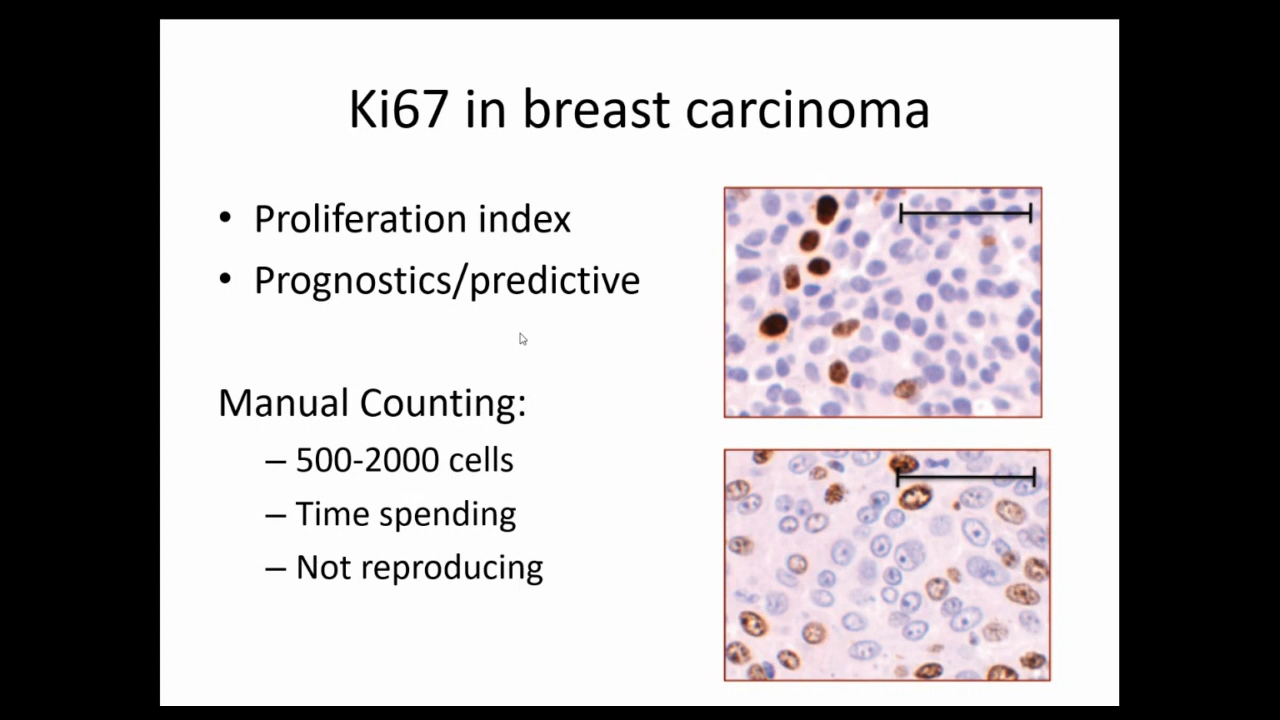 Ki67 in breast carcinoma
• Proliferation index
• Prognostics/predictive
Manual Counting:
– 500-2000 cells
– Time spending
– Not reproducing